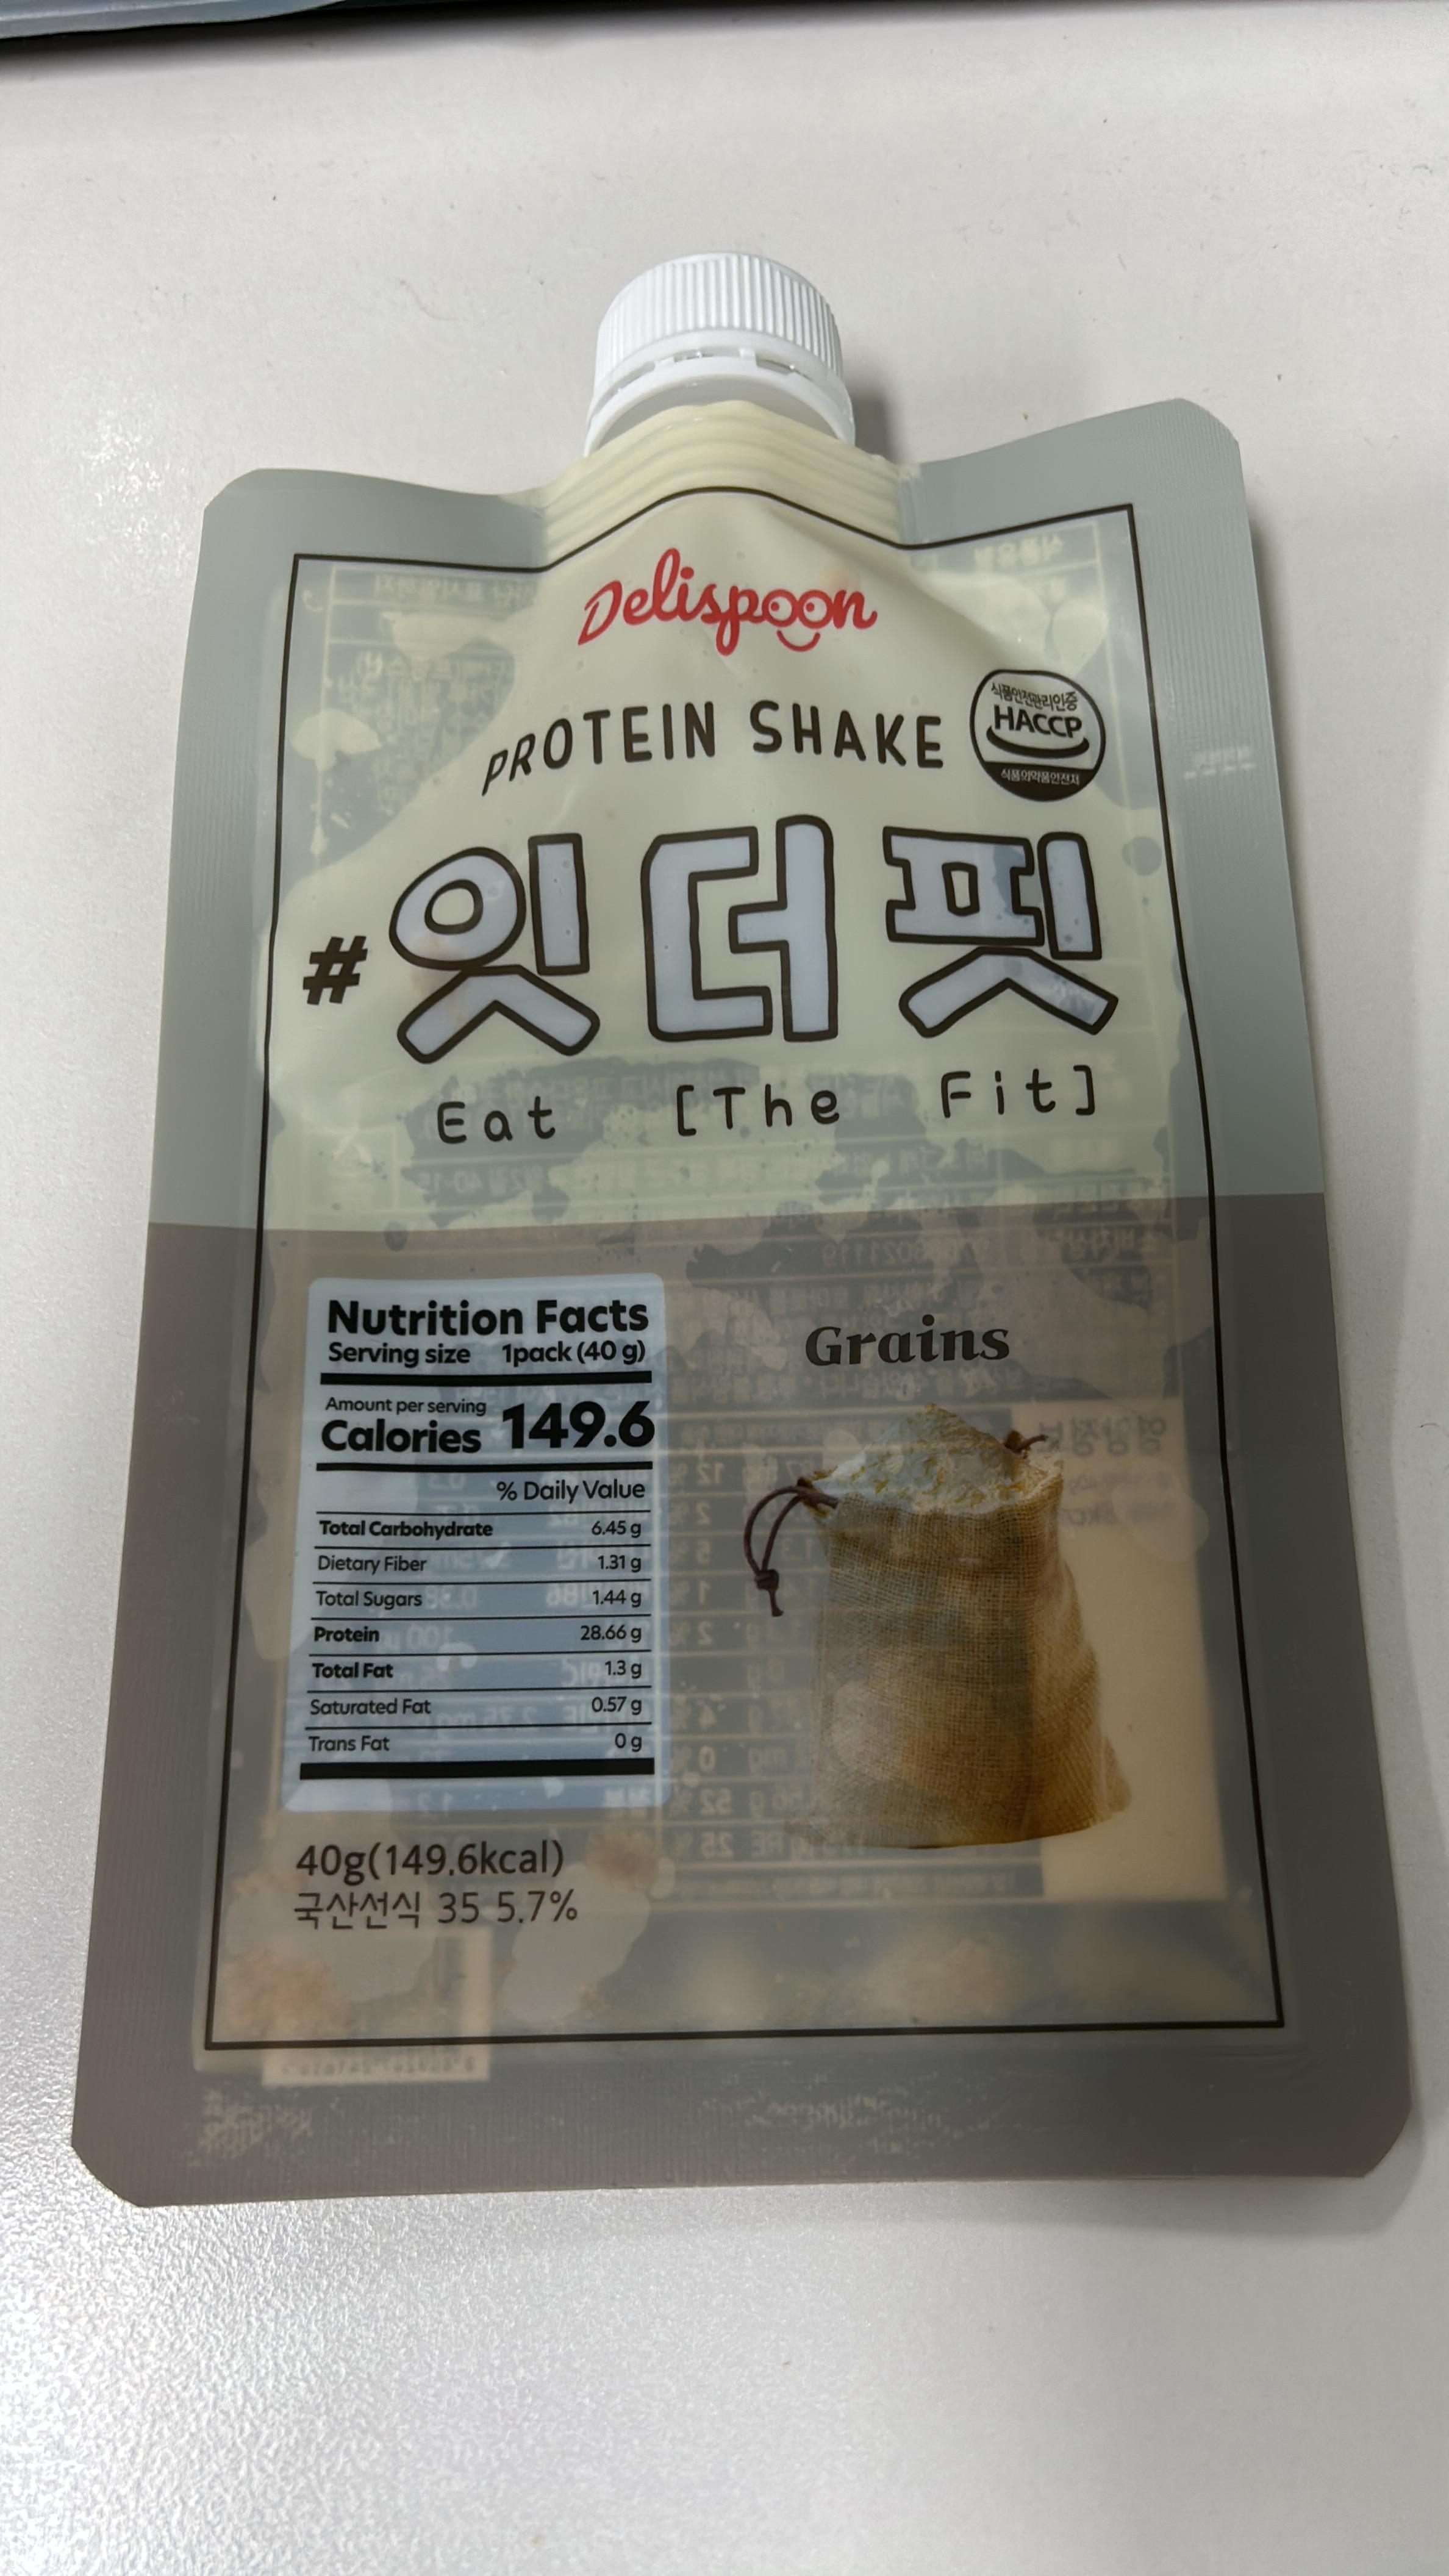 Delispoon
PROTEIN SHAKE
식품안전관리인증
HACCP
식품의약품안전처
#잇더핏
Eat [The Fit]
Nutrition Facts
Serving size 1pack (40 g)
Amount per serving
Calories 149.6
% Daily Value
Total Carbohydrate 6.45 g
Dietary Fiber 1.31 g
Total Sugars 1.44 g
Protein 28.66 g
Total Fat 1.3 g
Saturated Fat 0.57 g
Trans Fat 0 g
Grains
40g(149.6kcal)
국산선식 35 5.7%